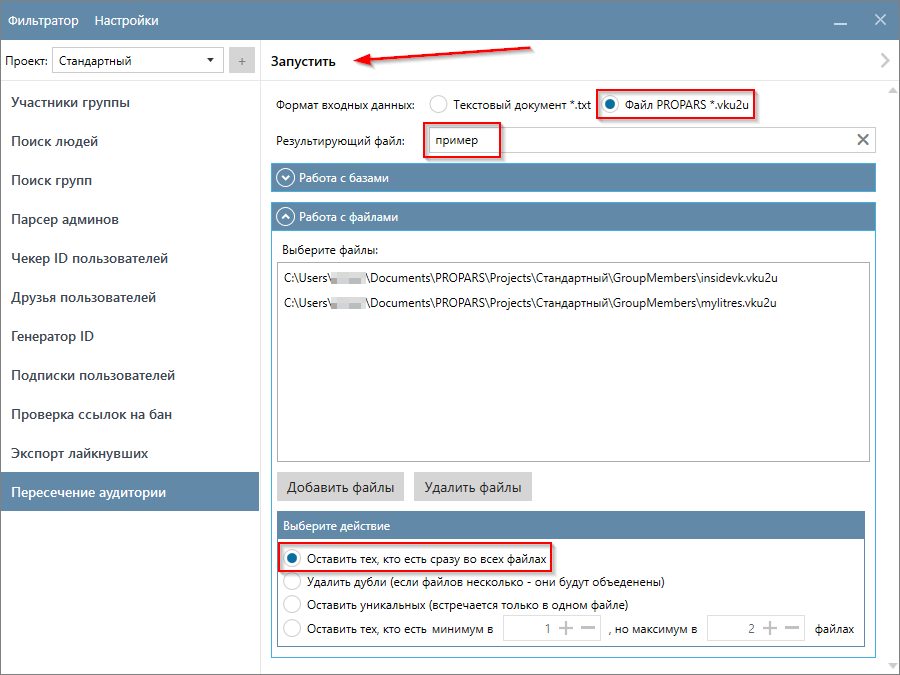 Фильтратор Настройки
Проект: Стандартный +
Запустить
Участники группы
Поиск людей
Поиск групп
Парсер админов
Чекер ID пользователей
Друзья пользователей
Генератор ID
Подписки пользователей
Проверка ссылок на бан
Экспорт лайкнувших
Пересечение аудитории
Формат входных данных: Текстовый документ *.txt Файл PROPARS *.vku2u
Результирующий файл: пример
Работа с базами
Работа с файлами
Выберите файлы:
C:\Users\ \Documents\PROPARS\Projects\Стандартный\GroupMembers\insidevk.vku2u
C:\Users\ \Documents\PROPARS\Projects\Стандартный\GroupMembers\mylitres.vku2u
Добавить файлы Удалить файлы
Выберите действие
Оставить тех, кто есть сразу во всех файлах
Удалить дубли (если файлов несколько - они будут объеденены)
Оставить уникальных (встречается только в одном файле)
Оставить тех, кто есть минимум в 1 + − , но максимум в 2 + − файлах